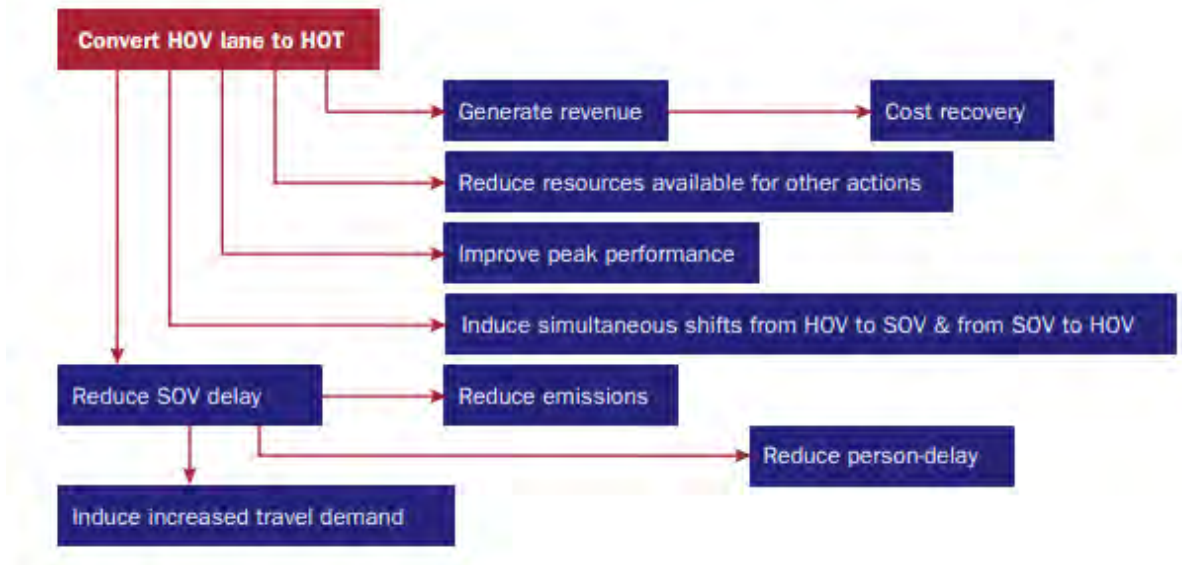 Convert HOV lane to HOT
Generate revenue
Cost recovery
Reduce resources available for other actions
Improve peak performance
Induce simultaneous shifts from HOV to SOV & from SOV to HOV
Reduce SOV delay
Reduce emissions
Reduce person-delay
Induce increased travel demand